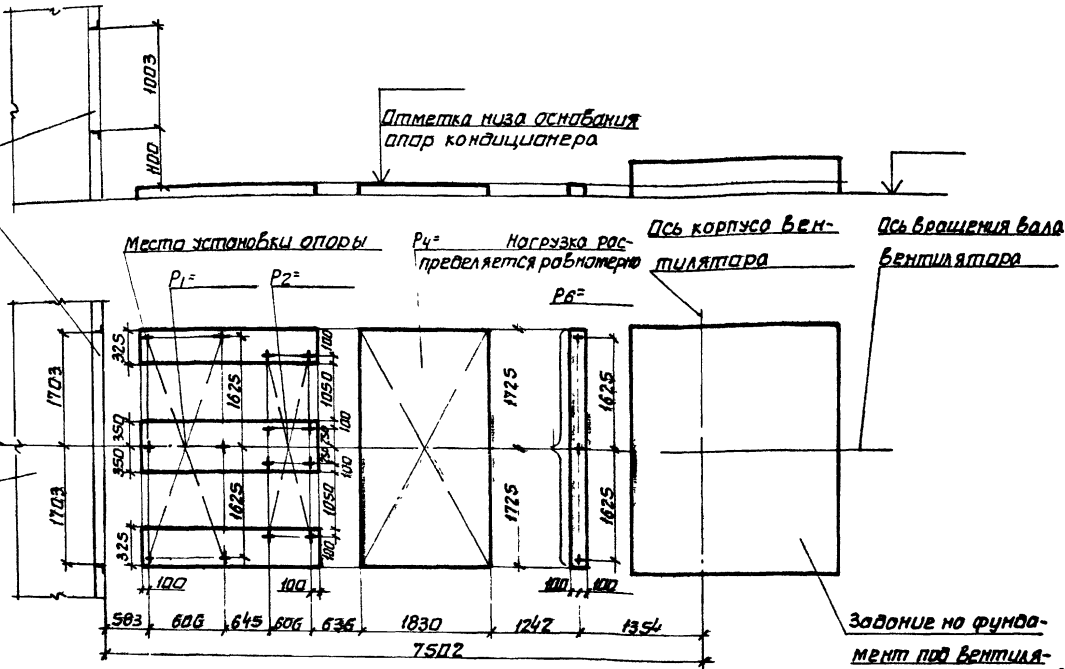 1003
1100
Отметка низа основания
опор кондиционера
Место установки опоры
P4= Нагрузка рас-
пределяется равномерно
Ось корпуса вен-
тилятора
Ось вращения вала
вентилятора
P1=
P2=
P6=
325
1703
350
350
1703
325
1625
1625
100
1050
100
250
250
100
1050
100
1725
1725
1625
1625
100
100
100
100
583
606
645
606
636
1830
1242
1354
7502
Задание на фунда-
мент под вентиля-